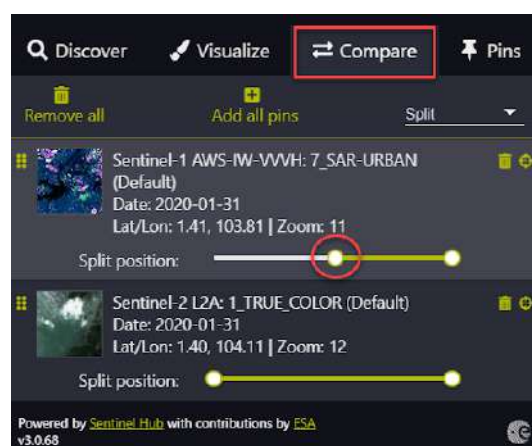 Discover Visualize Compare Pins
Remove all Add all pins Split
Sentinel-1 AWS-IW-VVVH: 7_SAR-URBAN
(Default)
Date: 2020-01-31
Lat/Lon: 1.41, 103.81 | Zoom: 11
Split position:
Sentinel-2 L2A: 1_TRUE_COLOR (Default)
Date: 2020-01-31
Lat/Lon: 1.40, 104.11 | Zoom: 12
Split position:
Powered by Sentinel Hub with contributions by ESA
v3.0.68